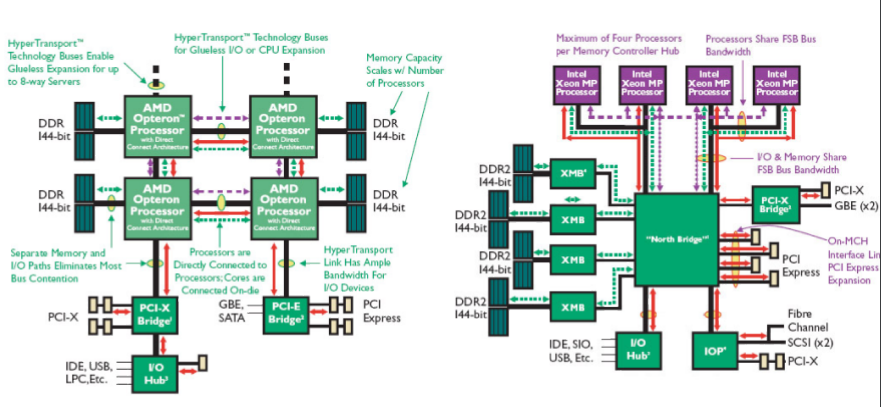 HyperTransport™
Technology Buses Enable
Glueless Expansion for up
to 8-way Servers
HyperTransport™ Technology Buses
for Glueless I/O or CPU Expansion
Memory Capacity
Scales w/ Number
of Processors
DDR
144-bit
AMD
Opteron™
Processor
with Direct
Connect Architecture
AMD
Opteron
Processor
with Direct
Connect Architecture
DDR
144-bit
DDR
144-bit
AMD
Opteron
Processor
with Direct
Connect Architecture
AMD
Opteron
Processor
with Direct
Connect Architecture
DDR
144-bit
Separate Memory and
I/O Paths Eliminates Most
Bus Contention
Processors are
Directly Connected to
Processors; Cores are
Connected On-die
HyperTransport
Link Has Ample
Bandwidth For
I/O Devices
PCI-X
PCI-X
Bridge¹
GBE,
SATA
PCI-E
Bridge²
PCI
Express
IDE, USB,
LPC, Etc.
I/O
Hub³
Maximum of Four Processors
per Memory Controller Hub
Processors Share FSB Bus
Bandwidth
Intel
Xeon MP
Processor
Intel
Xeon MP
Processor
Intel
Xeon MP
Processor
Intel
Xeon MP
Processor
I/O & Memory Share
FSB Bus Bandwidth
DDR2
144-bit
XMB
DDR2
144-bit
XMB
DDR2
144-bit
XMB
DDR2
144-bit
XMB
"North Bridge"
PCI-X
Bridge
PCI-X
GBE (x2)
On-MCH
Interface Lin
PCI Express
Expansion
PCI
Express
IDE, SIO,
USB, Etc.
I/O
Hub
IOP
Fibre
Channel
SCSI (x2)
PCI-X